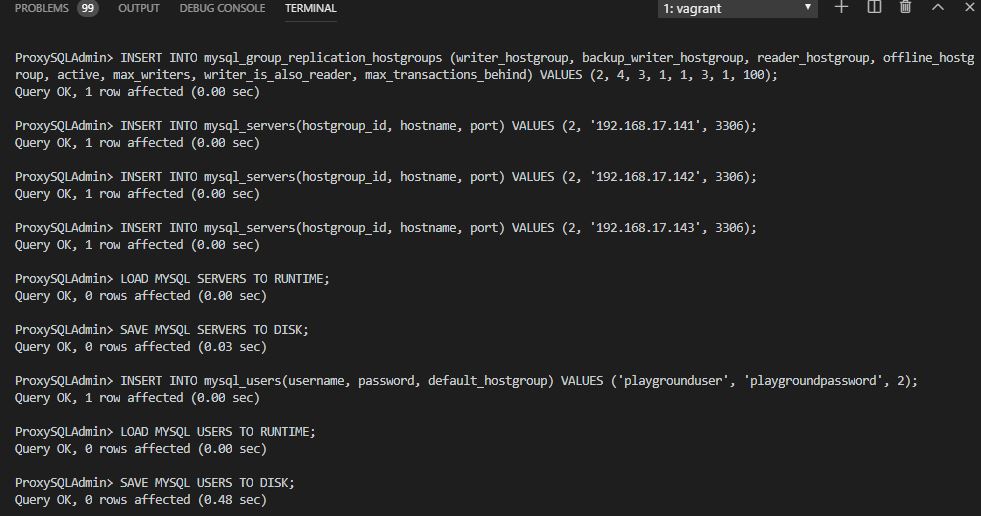 PROBLEMS 99 OUTPUT DEBUG CONSOLE TERMINAL 1: vagrant
ProxySQLAdmin> INSERT INTO mysql_group_replication_hostgroups (writer_hostgroup, backup_writer_hostgroup, reader_hostgroup, offline_hostg
roup, active, max_writers, writer_is_also_reader, max_transactions_behind) VALUES (2, 4, 3, 1, 1, 3, 1, 100);
Query OK, 1 row affected (0.00 sec)
ProxySQLAdmin> INSERT INTO mysql_servers(hostgroup_id, hostname, port) VALUES (2, '192.168.17.141', 3306);
Query OK, 1 row affected (0.00 sec)
ProxySQLAdmin> INSERT INTO mysql_servers(hostgroup_id, hostname, port) VALUES (2, '192.168.17.142', 3306);
Query OK, 1 row affected (0.00 sec)
ProxySQLAdmin> INSERT INTO mysql_servers(hostgroup_id, hostname, port) VALUES (2, '192.168.17.143', 3306);
Query OK, 1 row affected (0.00 sec)
ProxySQLAdmin> LOAD MYSQL SERVERS TO RUNTIME;
Query OK, 0 rows affected (0.00 sec)
ProxySQLAdmin> SAVE MYSQL SERVERS TO DISK;
Query OK, 0 rows affected (0.03 sec)
ProxySQLAdmin> INSERT INTO mysql_users(username, password, default_hostgroup) VALUES ('playgrounduser', 'playgroundpassword', 2);
Query OK, 1 row affected (0.00 sec)
ProxySQLAdmin> LOAD MYSQL USERS TO RUNTIME;
Query OK, 0 rows affected (0.00 sec)
ProxySQLAdmin> SAVE MYSQL USERS TO DISK;
Query OK, 0 rows affected (0.48 sec)